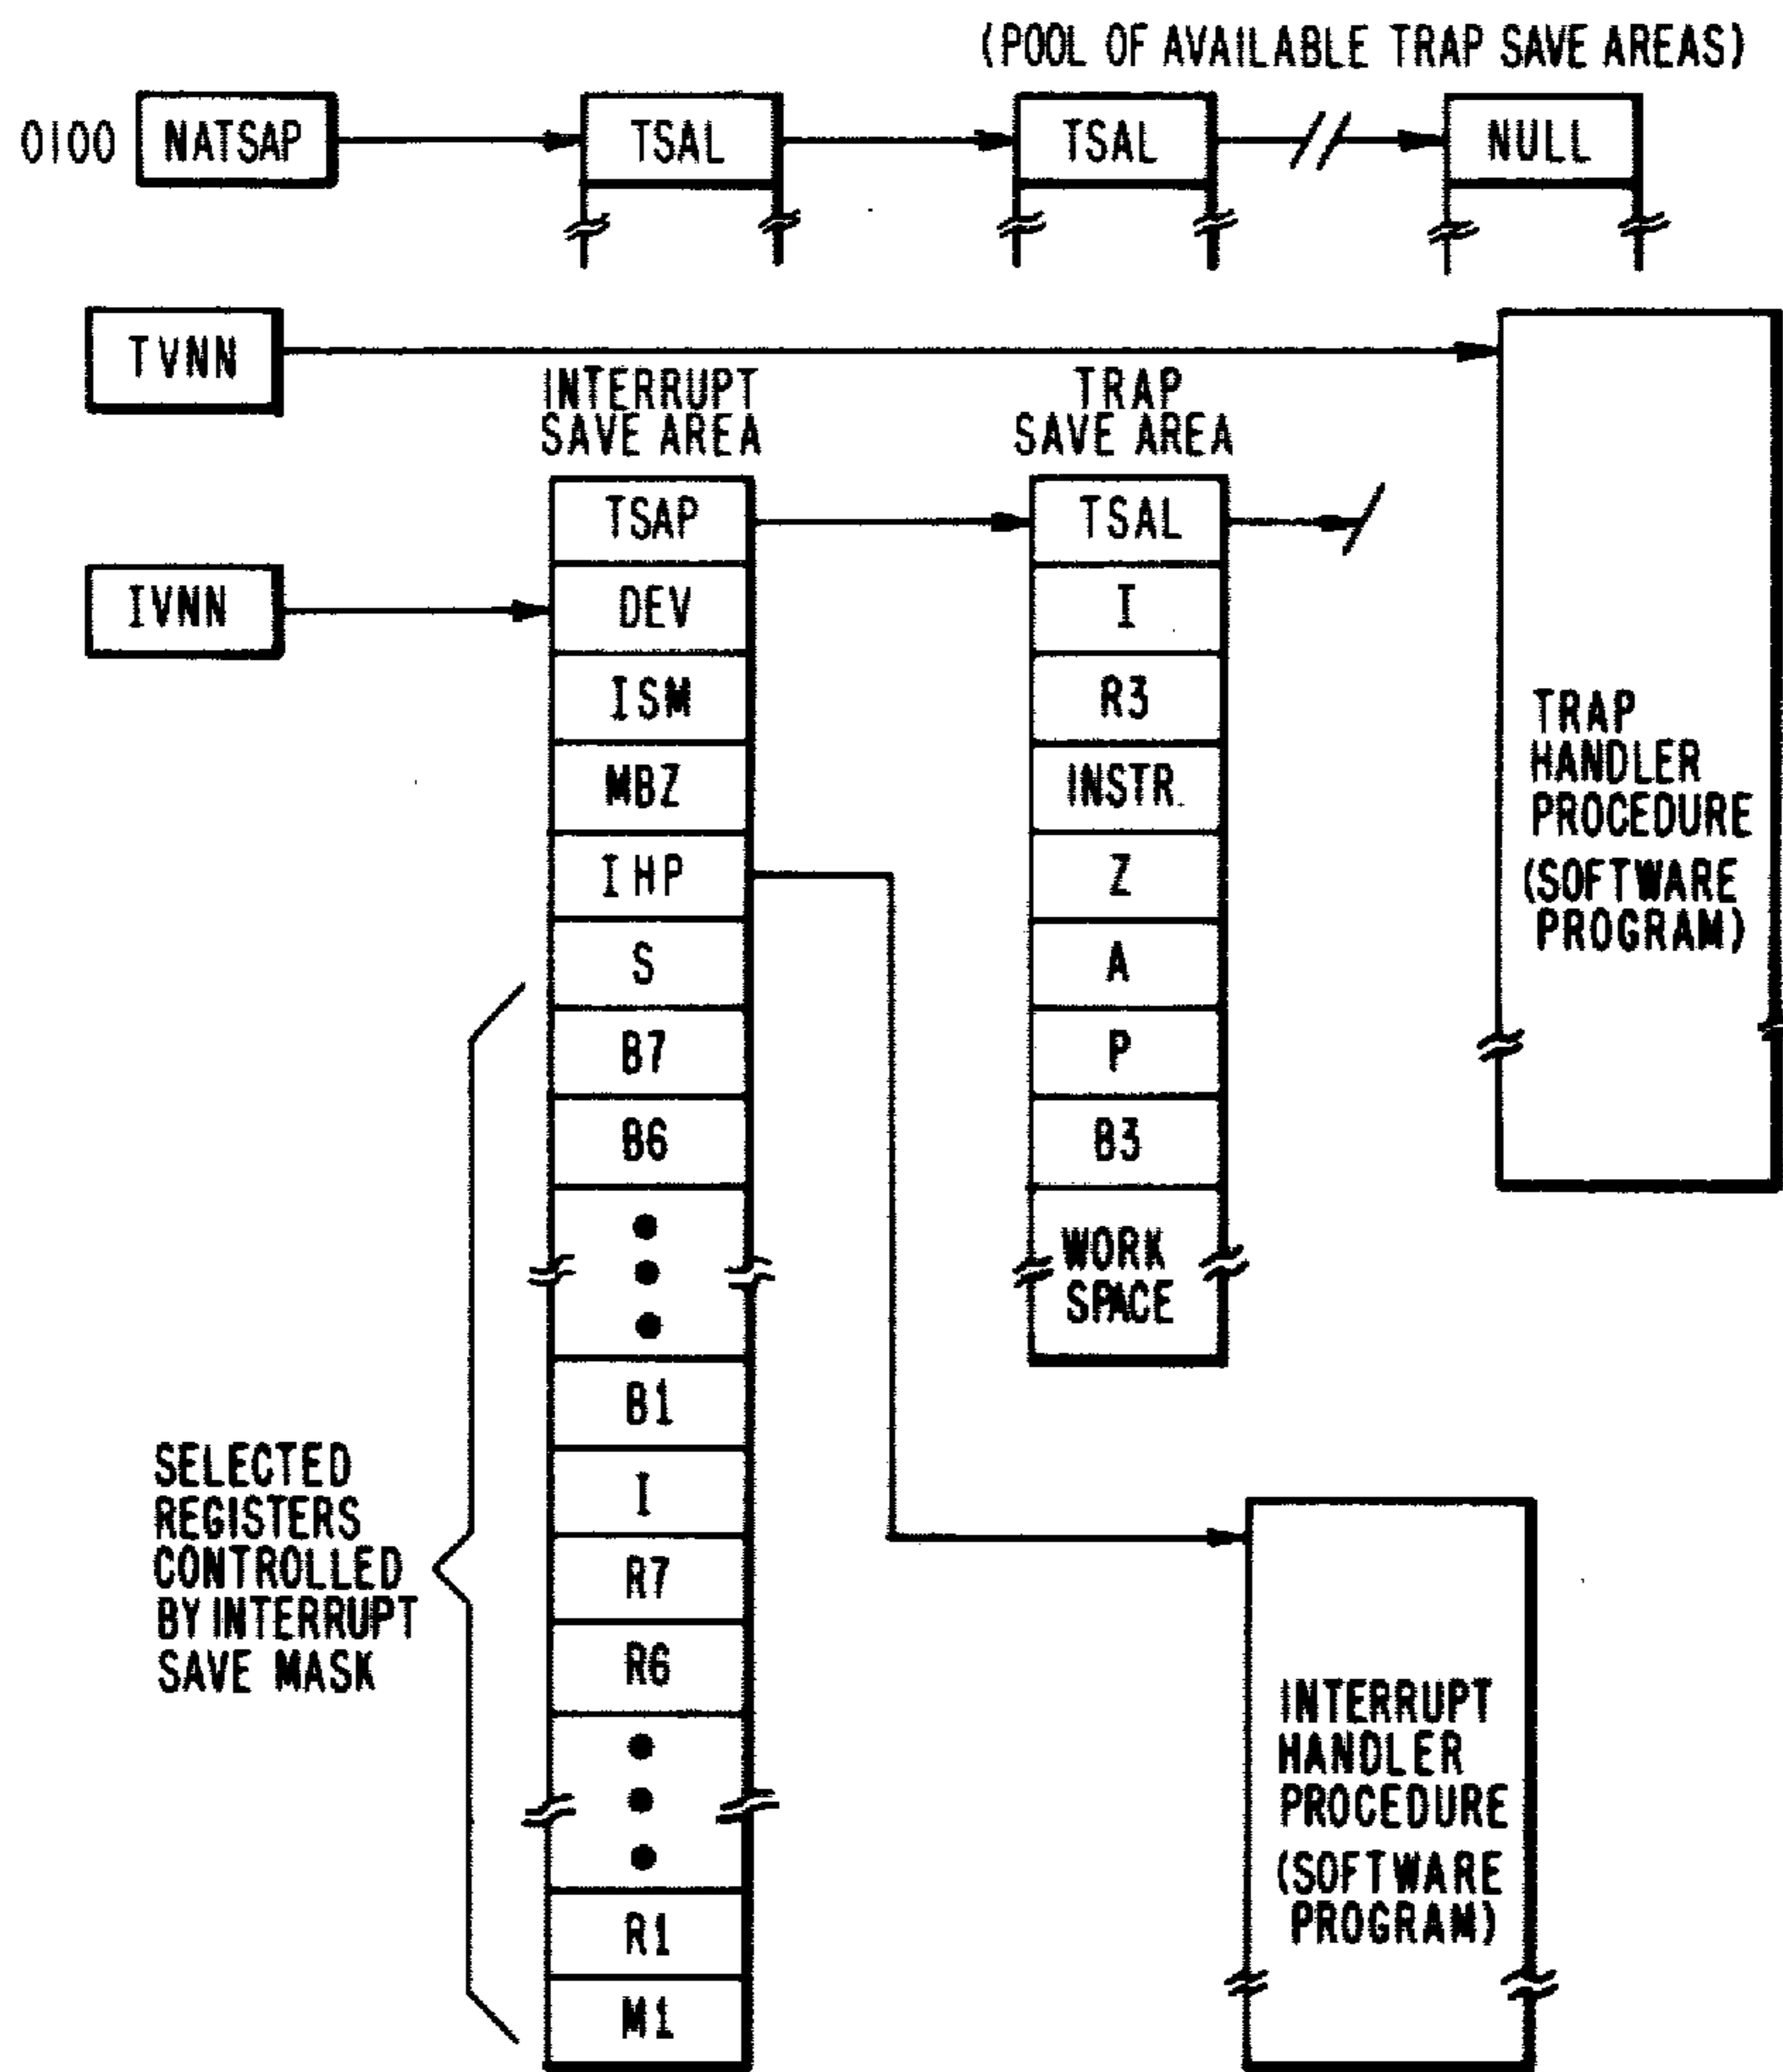 (POOL OF AVAILABLE TRAP SAVE AREAS)
0100
NATSAP
TSAL
TSAL
NULL
TVNN
INTERRUPT
SAVE AREA
TRAP
SAVE AREA
IVNN
TSAP
DEV
ISM
MBZ
IHP
S
B7
B6
B1
I
R7
R6
R1
M1
TSAL
I
R3
INSTR
Z
A
P
B3
WORK
SPACE
TRAP
HANDLER
PROCEDURE
(SOFTWARE
PROGRAM)
SELECTED
REGISTERS
CONTROLLED
BY INTERRUPT
SAVE MASK
INTERRUPT
HANDLER
PROCEDURE
(SOFTWARE
PROGRAM)